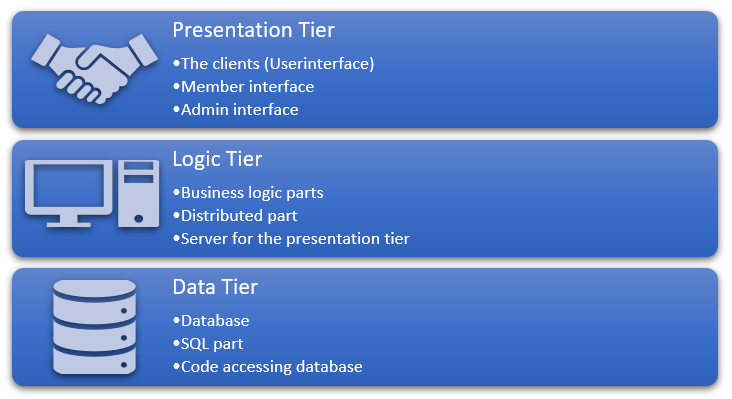 Presentation Tier
•The clients (Userinterface)
•Member interface
•Admin interface
Logic Tier
•Business logic parts
•Distributed part
•Server for the presentation tier
Data Tier
•Database
•SQL part
•Code accessing database